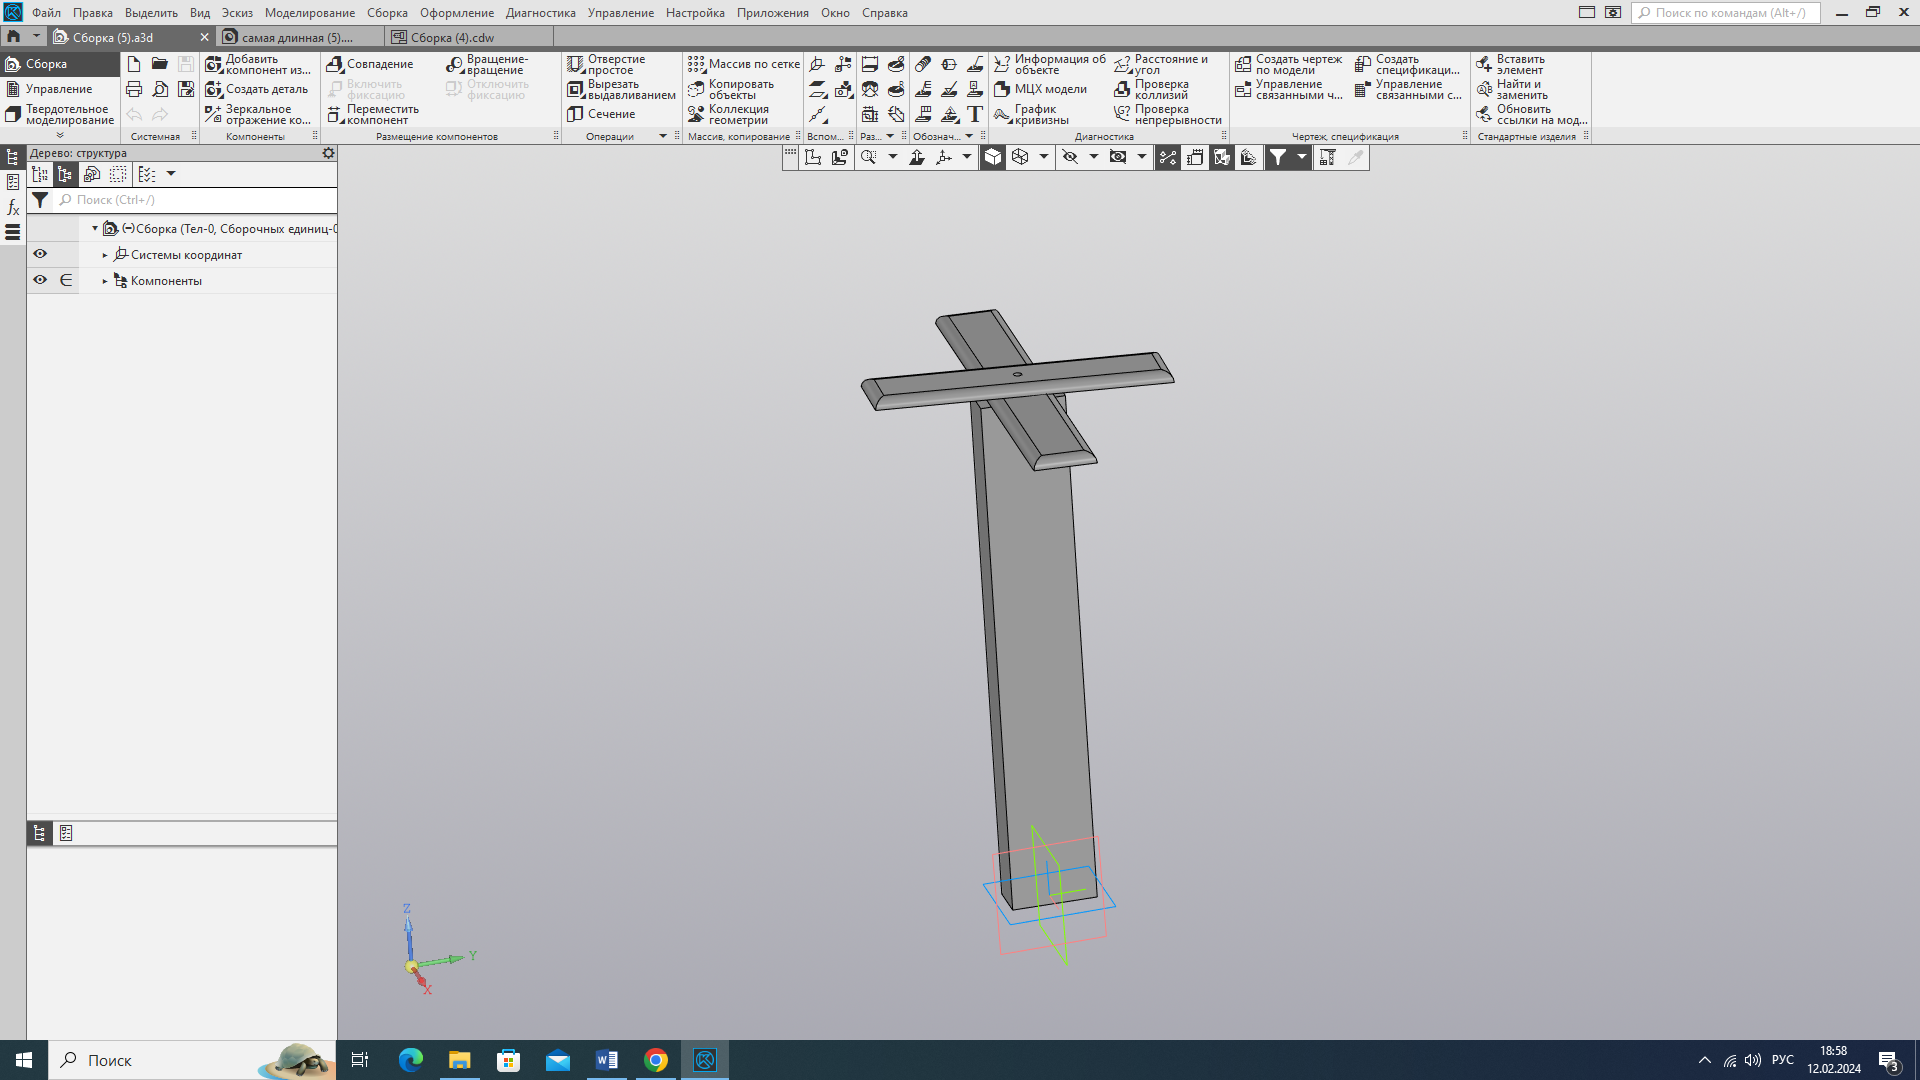 Файл Правка Выделить Вид Эскиз Моделирование Сборка Оформление Диагностика Управление Настройка Приложения Окно Справка
Поиск по командам (Alt+/)
Сборка (5).a3d
самая длинная (5)....
Сборка (4).cdw
Сборка
Управление
Твердотельное
моделирование
Системная
Добавить
компонент из...
Создать деталь
Зеркальное
отражение ко...
Компоненты
Совпадение
Включить
фиксацию
Переместить
компонент
Вращение-
вращение
Отключить
фиксацию
Размещение компонентов
Отверстие
простое
Вырезать
выдавливанием
Сечение
Операции
Массив по сетке
Копировать
объекты
Коллекция
геометрии
Массив, копирование
Вспом...
Раз...
Обознач...
Информация об
объекте
МЦХ модели
График
кривизны
Расстояние и
угол
Проверка
коллизий
Проверка
непрерывности
Диагностика
Создать чертеж
по модели
Управление
связанными ч...
Создать
спецификаци...
Управление
связанными с...
Чертеж, спецификация
Вставить
элемент
Найти и
заменить
Обновить
ссылки на мод...
Стандартные изделия
Дерево: структура
Поиск (Ctrl+/)
(-)Сборка (Тел-0, Сборочных единиц-0
Системы координат
Компоненты
Z
Y
X
Поиск
РУС
18:58
12.02.2024
3